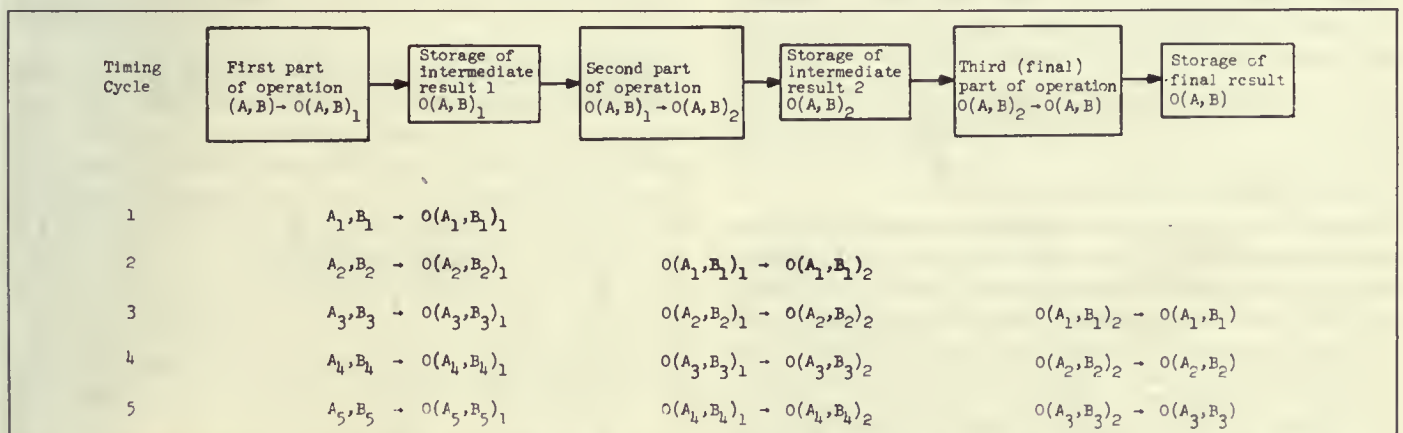 Timing
Cycle
First part
of operation
(A,B)→ O(A,B)₁
Storage of
intermediate
result 1
O(A,B)₁
Second part
of operation
O(A,B)₁ → O(A,B)₂
Storage of
intermediate
result 2
O(A,B)₂
Third (final)
part of operation
O(A,B)₂ → O(A,B)
Storage of
final result
O(A,B)
1 A₁,B₁ → O(A₁,B₁)₁
2 A₂,B₂ → O(A₂,B₂)₁ O(A₁,B₁)₁ → O(A₁,B₁)₂
3 A₃,B₃ → O(A₃,B₃)₁ O(A₂,B₂)₁ → O(A₂,B₂)₂ O(A₁,B₁)₂ → O(A₁,B₁)
4 A₄,B₄ → O(A₄,B₄)₁ O(A₃,B₃)₁ → O(A₃,B₃)₂ O(A₂,B₂)₂ → O(A₂,B₂)
5 A₅,B₅ → O(A₅,B₅)₁ O(A₄,B₄)₁ → O(A₄,B₄)₂ O(A₃,B₃)₂ → O(A₃,B₃)